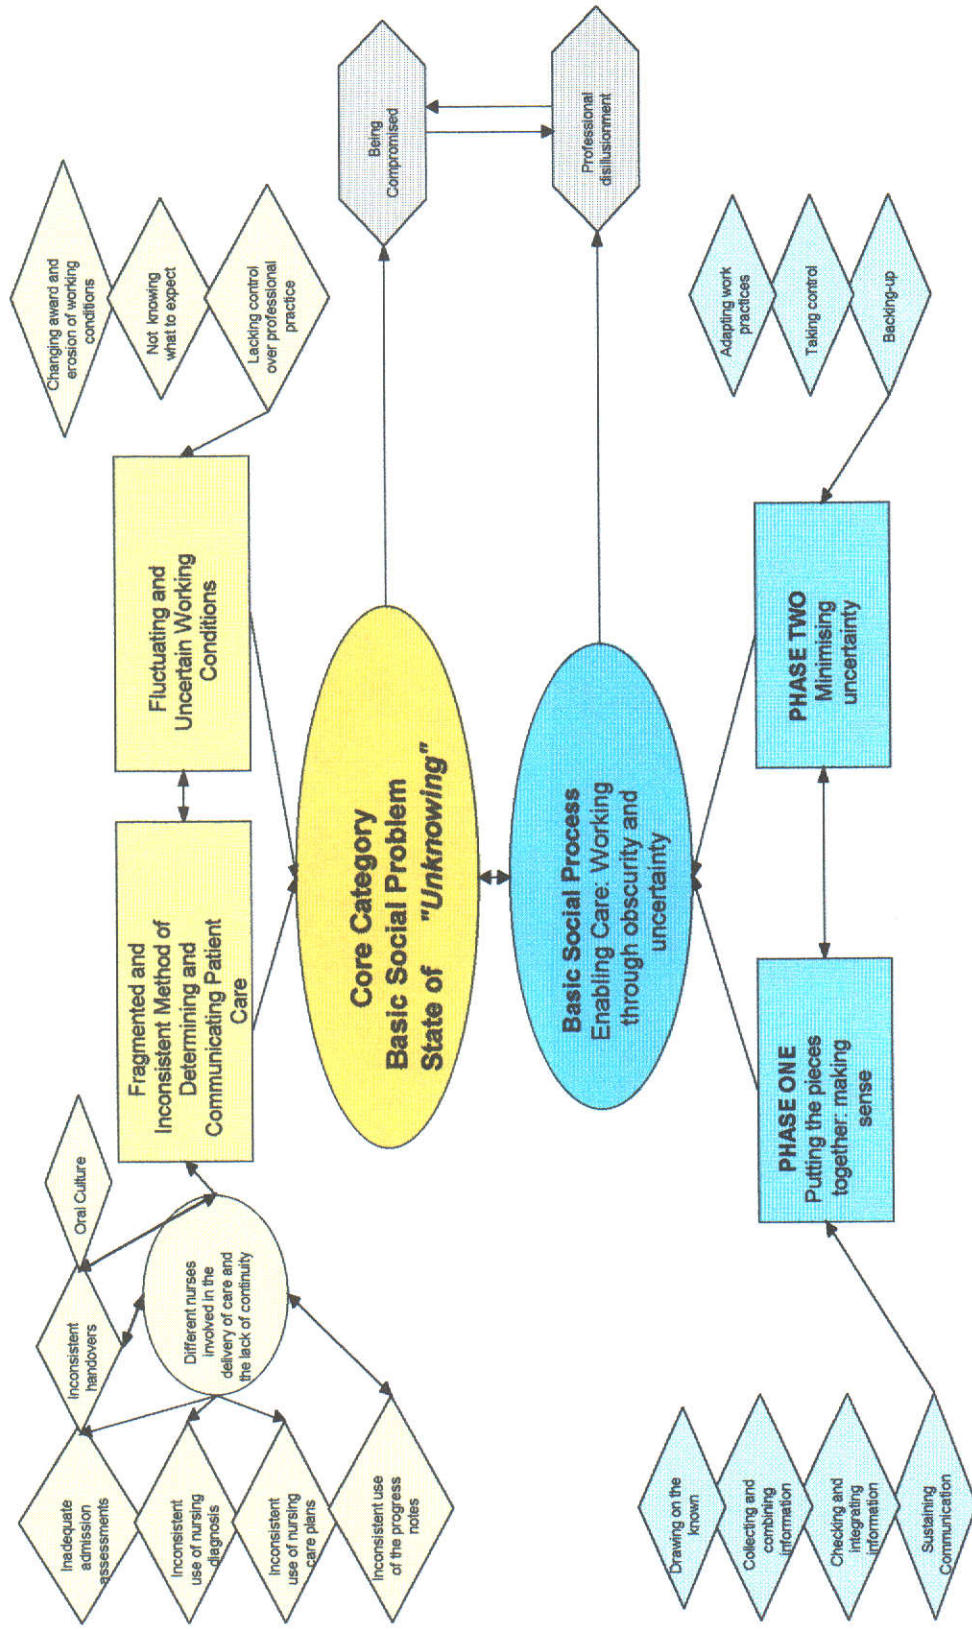 Oral Culture
Inconsistent
handovers
Inadequate
admission
assessments
Inconsistent
use of nursing
diagnosis
Inconsistent
use of nursing
care plans
Inconsistent use
of the progress
notes
Different nurses
involved in the
delivery of care and
the lack of continuity
Fragmented and
Inconsistent Method of
Determining and
Communicating Patient
Care
Fluctuating and
Uncertain Working
Conditions
Changing award and
erosion of working
conditions
Not knowing
what to expect
Lacking control
over professional
practice
Core Category
Basic Social Problem
State of "Unknowing"
Being
Compromised
Basic Social Process
Enabling Care: Working
through obscurity and
uncertainty
Professional
disillusionment
PHASE ONE
Putting the pieces
together: making
sense
PHASE TWO
Minimising
uncertainty
Drawing on the
known
Collecting and
combining
information
Checking and
integrating
information
Sustaining
Communication
Adapting work
practices
Taking control
Backing-up